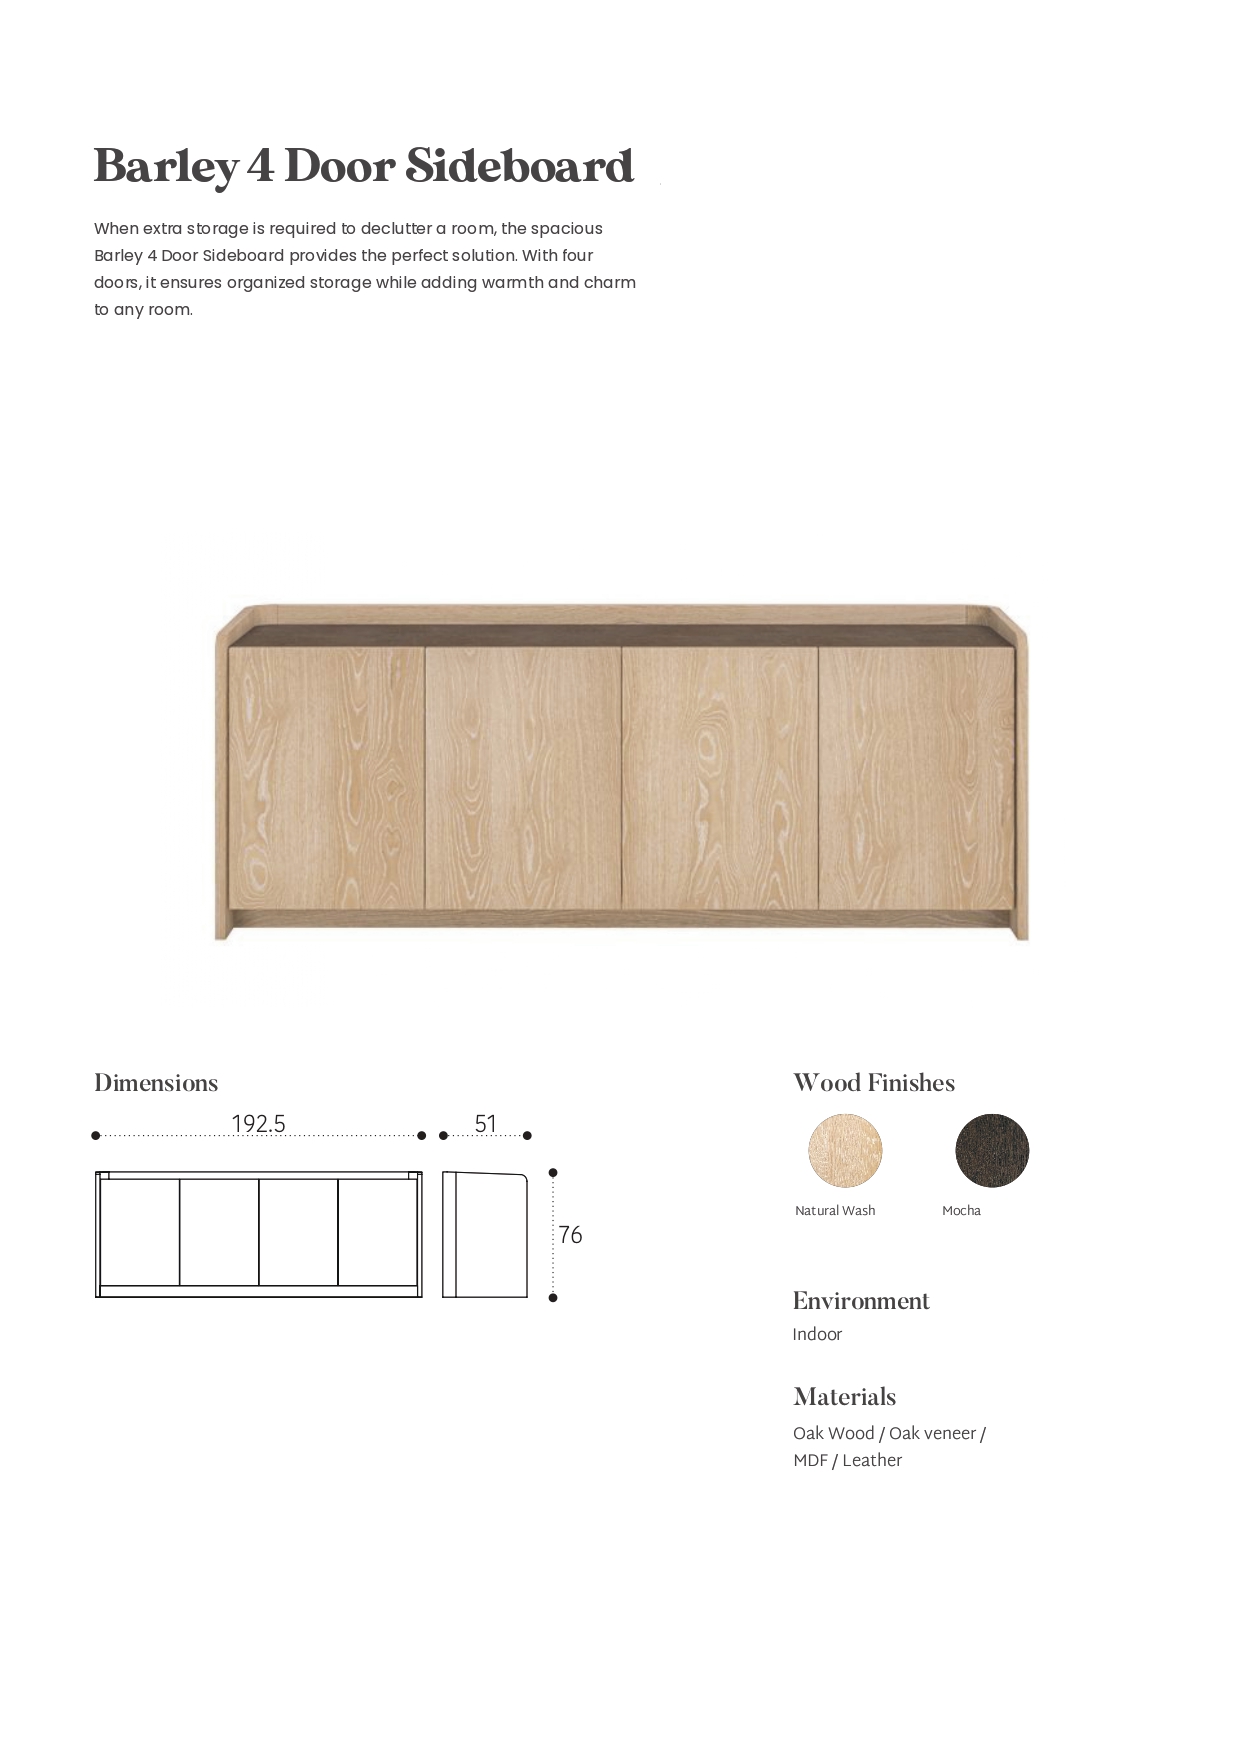 Barley 4 Door Sideboard
When extra storage is required to declutter a room, the spacious
Barley 4 Door Sideboard provides the perfect solution. With four
doors, it ensures organized storage while adding warmth and charm
to any room.
Dimensions
192.5
51
76
Wood Finishes
Natural Wash
Mocha
Environment
Indoor
Materials
Oak Wood / Oak veneer /
MDF / Leather